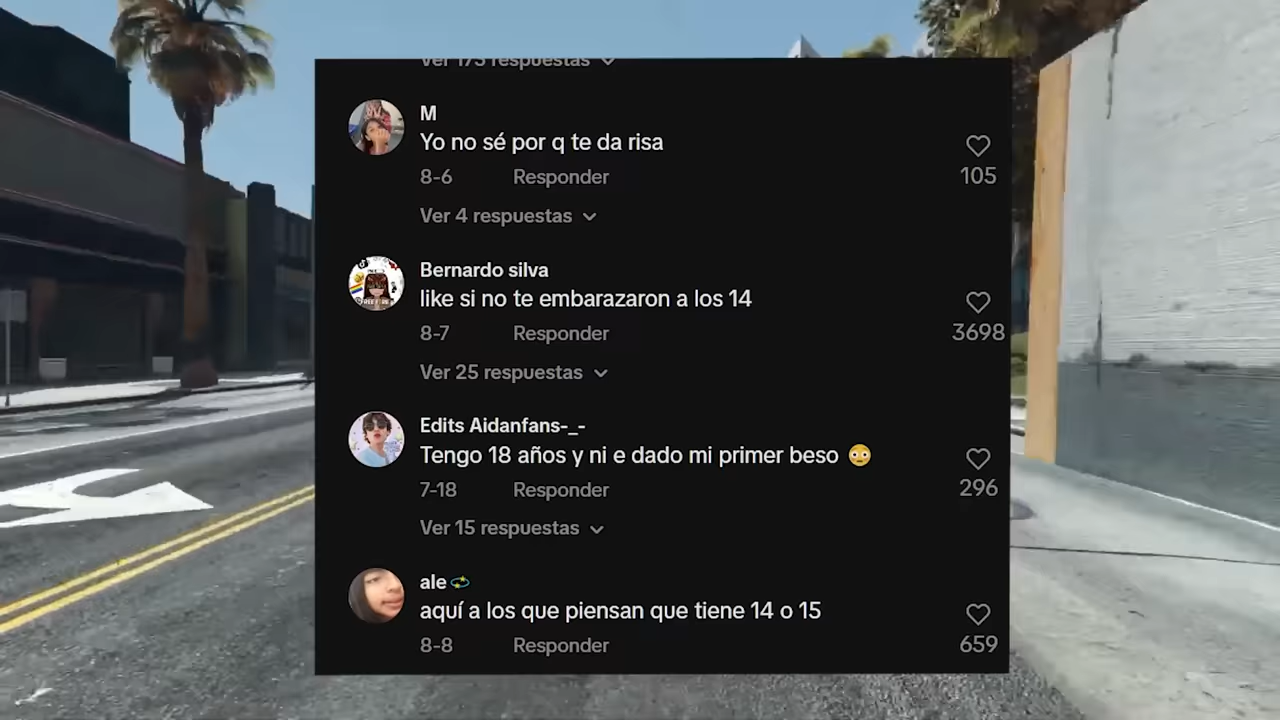 Ver 173 respuestas
M
Yo no sé por q te da risa
8-6 Responder
105
Ver 4 respuestas
Bernardo silva
like si no te embarazaron a los 14
8-7 Responder
3698
Ver 25 respuestas
Edits Aidanfans-_-
Tengo 18 años y ni e dado mi primer beso 😳
7-18 Responder
296
Ver 15 respuestas
ale💫
aquí a los que piensan que tiene 14 o 15
8-8 Responder
659